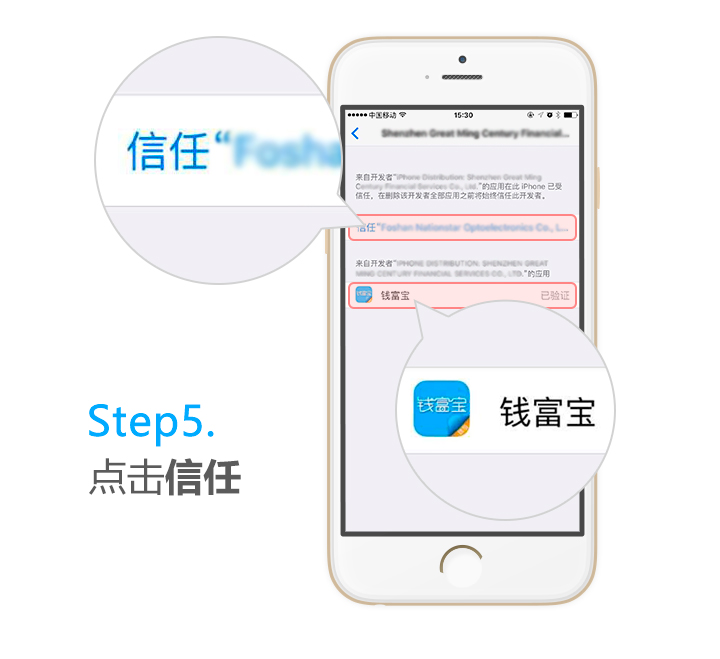 信任“Fosha
中国移动
15:30
Shenzhen Great Ming Century Financial...
来自开发者“iPhone Distribution: Shenzhen Great Ming
Century Financial Services Co., Ltd.”的应用在此 iPhone 已受
信任，在删除该开发者全部应用之前将始终信任此开发者。
信任“Foshan Nationstar Optoelectronics Co., L...
来自开发者“IPHONE DISTRIBUTION: SHENZHEN GREAT
MING CENTURY FINANCIAL SERVICES CO., LTD.”的应用
钱富宝
钱富宝
已验证
钱富宝
钱富宝
Step5.
点击信任